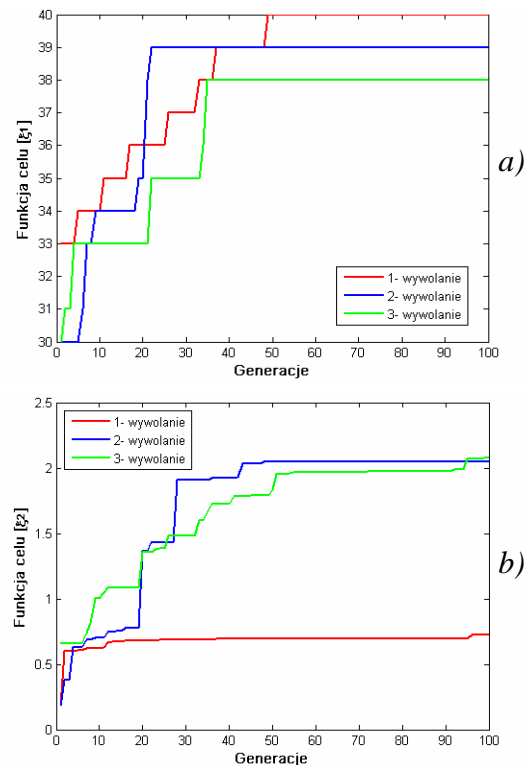 40
39
38
37
36
35
34
33
32
31
30
Funkcja celu [ξ1]
1- wywolanie
2- wywolanie
3- wywolanie
0 10 20 30 40 50 60 70 80 90 100
Generacje
a)
2.5
2
1.5
1
0.5
0
Funkcja celu [ξ2]
1- wywolanie
2- wywolanie
3- wywolanie
0 10 20 30 40 50 60 70 80 90 100
Generacje
b)